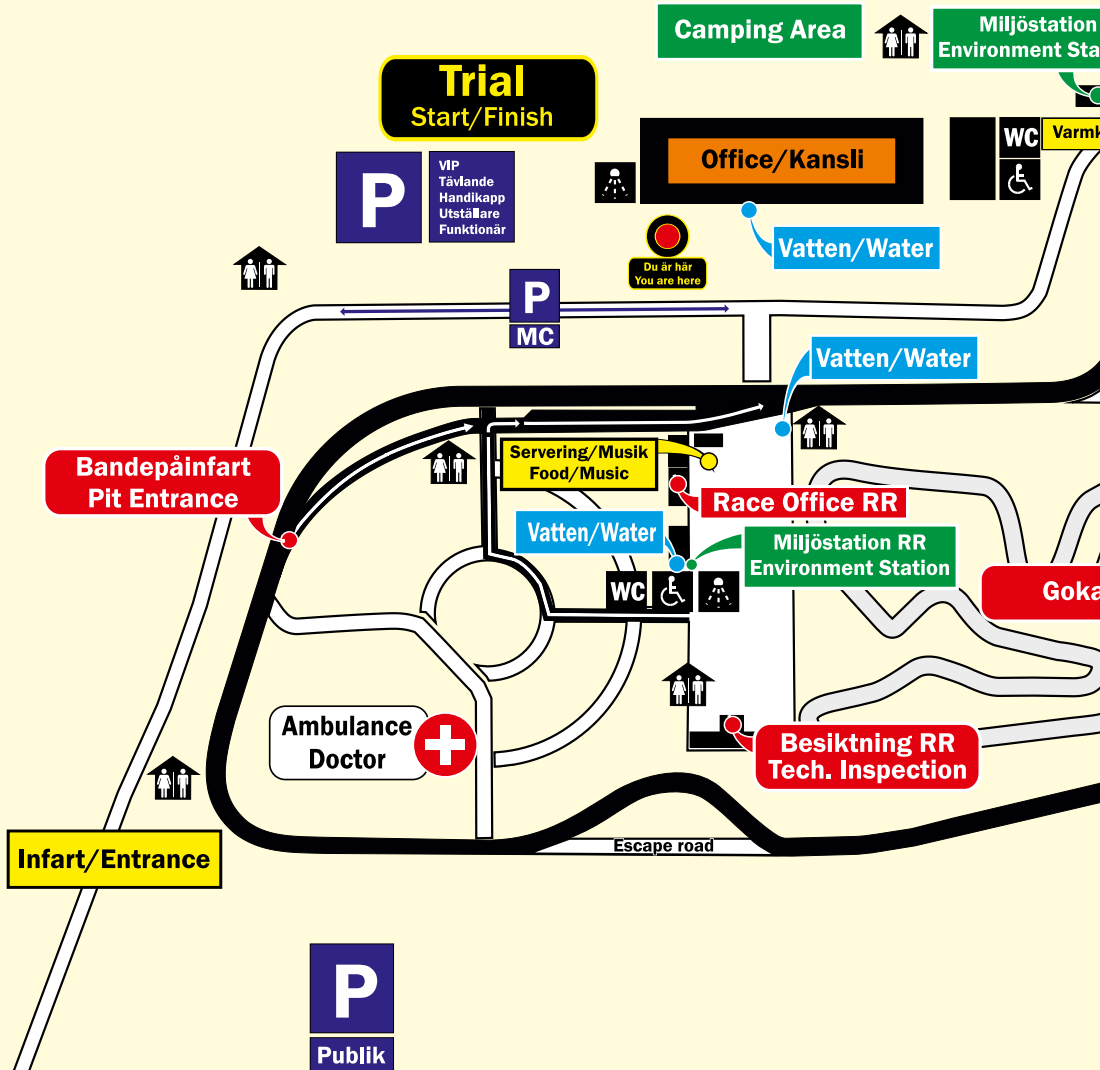 Camping Area
Miljöstation
Environment Sta
Trial
Start/Finish
P
VIP
Tävlande
Handikapp
Utställare
Funktionär
Office/Kansli
WC
Varmk
Vatten/Water
Du är här
You are here
P
MC
Vatten/Water
Servering/Musik
Food/Music
Bandepåinfart
Pit Entrance
Race Office RR
Vatten/Water
Miljöstation RR
Environment Station
WC
Goka
Ambulance
Doctor
Besiktning RR
Tech. Inspection
Escape road
Infart/Entrance
P
Publik